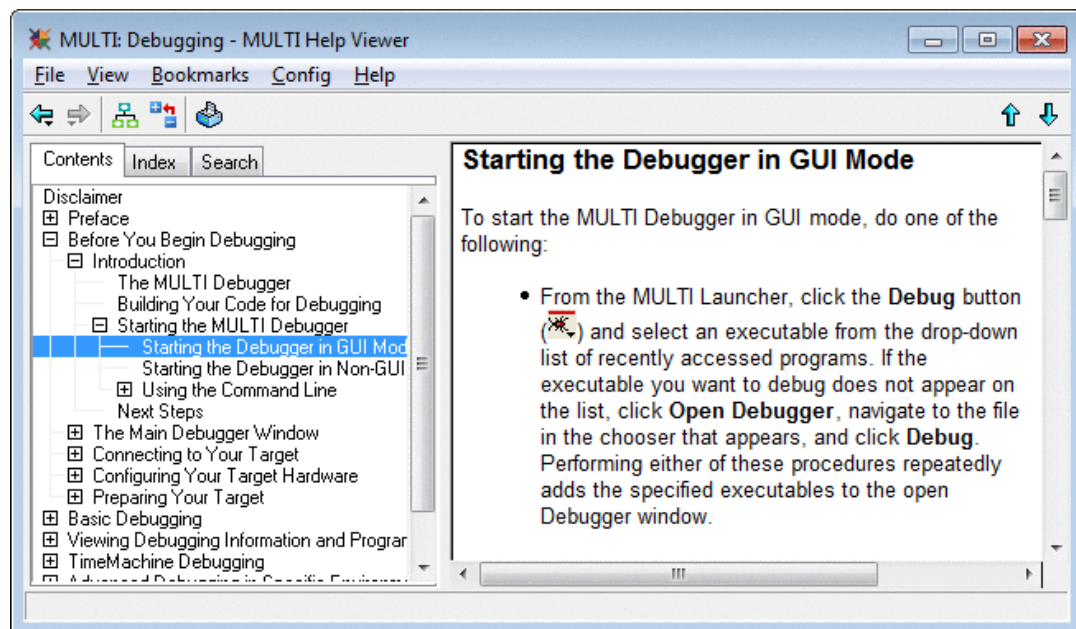 MULTI: Debugging - MULTI Help Viewer
File View Bookmarks Config Help
Contents Index Search
Disclaimer
Preface
Before You Begin Debugging
Introduction
The MULTI Debugger
Building Your Code for Debugging
Starting the MULTI Debugger
Starting the Debugger in GUI Mod
Starting the Debugger in Non-GUI
Using the Command Line
Next Steps
The Main Debugger Window
Connecting to Your Target
Configuring Your Target Hardware
Preparing Your Target
Basic Debugging
Viewing Debugging Information and Prograr
TimeMachine Debugging
Advanced Debugging in Specific
Starting the Debugger in GUI Mode
To start the MULTI Debugger in GUI mode, do one of the
following:
• From the MULTI Launcher, click the Debug button
( ) and select an executable from the drop-down
list of recently accessed programs. If the
executable you want to debug does not appear on
the list, click Open Debugger, navigate to the file
in the chooser that appears, and click Debug.
Performing either of these procedures repeatedly
adds the specified executables to the open
Debugger window.